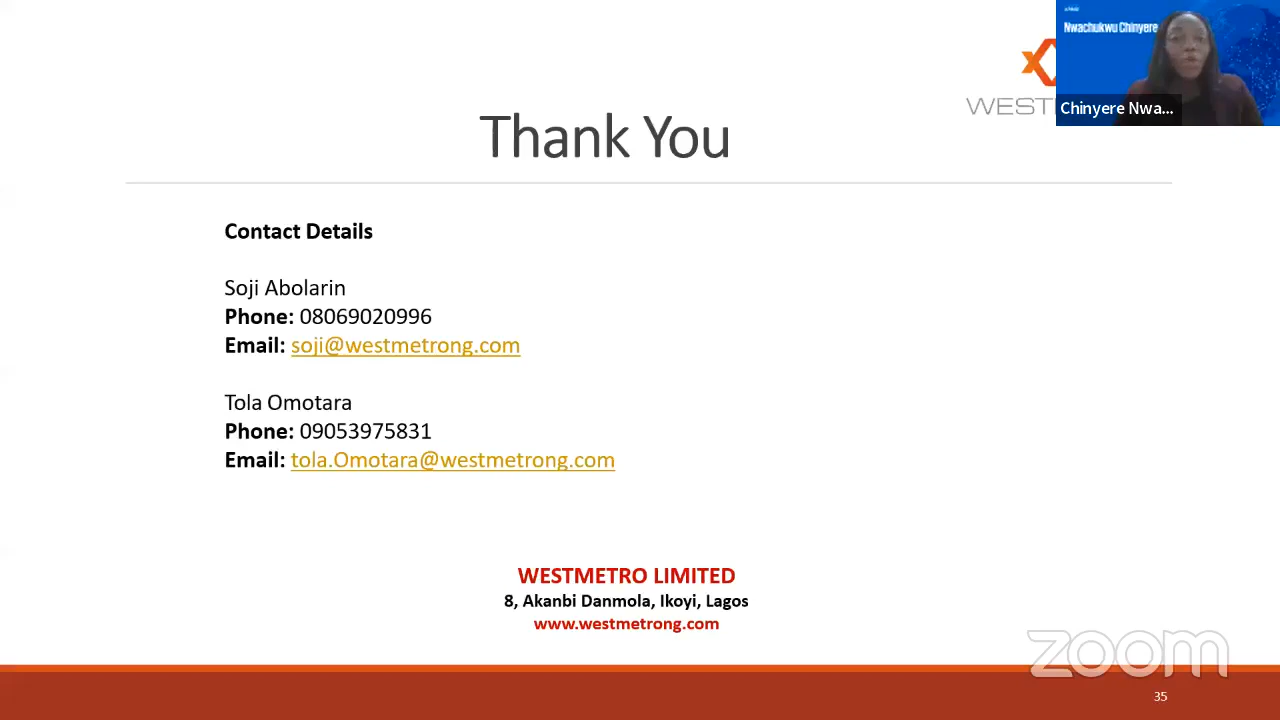 Nwachukwu Chinyere
Chinyere Nwa...
WEST
Thank You
Contact Details
Soji Abolarin
Phone: 08069020996
Email: soji@westmetrong.com
Tola Omotara
Phone: 09053975831
Email: tola.Omotara@westmetrong.com
WESTMETRO LIMITED
8, Akanbi Danmola, Ikoyi, Lagos
www.westmetrong.com
zoom
35